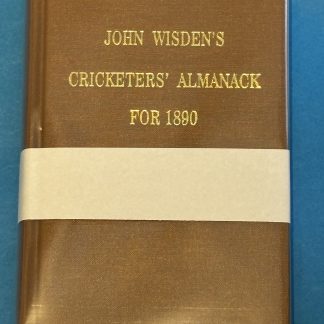 JOHN WISDEN'S
CRICKETERS' ALMANACK
FOR 1890